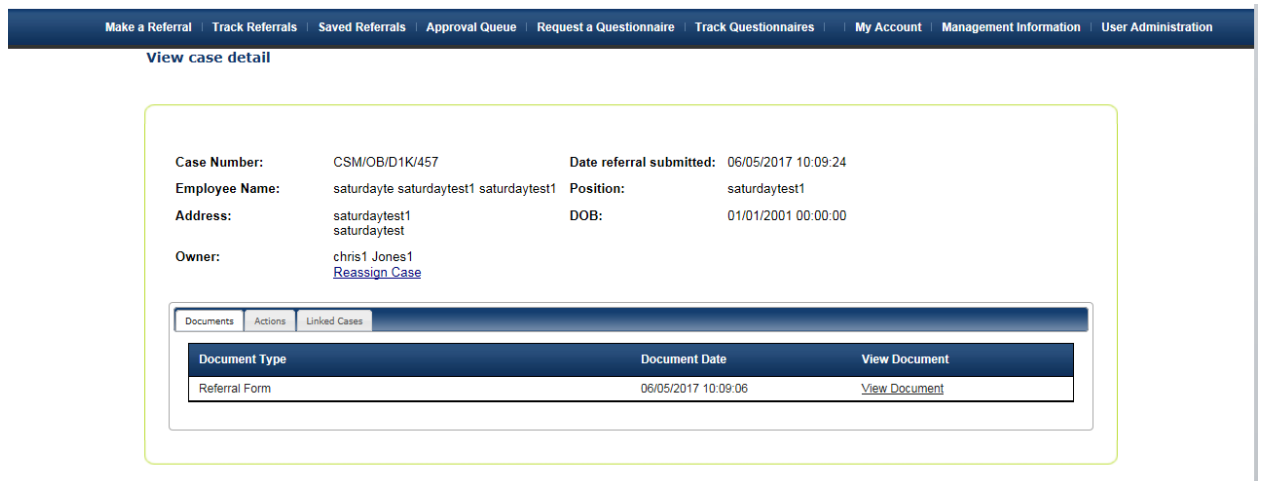 Make a Referral | Track Referrals | Saved Referrals | Approval Queue | Request a Questionnaire | Track Questionnaires | | My Account | Management Information | User Administration
View case detail
Case Number: CSM/OB/D1K/457 Date referral submitted: 06/05/2017 10:09:24
Employee Name: saturdayte saturdaytest1 saturdaytest1 Position: saturdaytest1
Address: saturdaytest1 DOB: 01/01/2001 00:00:00
saturdaytest
Owner: chris1 Jones1
Reassign Case
Documents Actions Linked Cases
Document Type Document Date View Document
Referral Form 06/05/2017 10:09:06 View Document